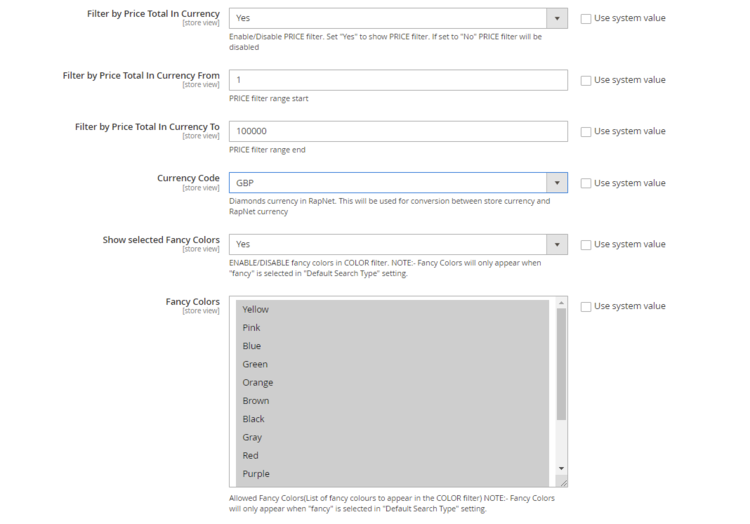 Filter by Price Total In Currency
[store view]
Yes
Use system value
Enable/Disable PRICE filter. Set "Yes" to show PRICE filter. If set to "No" PRICE filter will be
disabled
Filter by Price Total In Currency From
[store view]
1
Use system value
PRICE filter range start
Filter by Price Total In Currency To
[store view]
100000
Use system value
PRICE filter range end
Currency Code
[store view]
GBP
Use system value
Diamonds currency in RapNet. This will be used for conversion between store currency and
RapNet currency
Show selected Fancy Colors
[store view]
Yes
Use system value
ENABLE/DISABLE fancy colors in COLOR filter. NOTE:- Fancy Colors will only appear when
"fancy" is selected in "Default Search Type" setting.
Fancy Colors
[store view]
Use system value
Yellow
Pink
Blue
Green
Orange
Brown
Black
Gray
Red
Purple
Allowed Fancy Colors(List of fancy colours to appear in the COLOR filter) NOTE:- Fancy Colors
will only appear when "fancy" is selected in "Default Search Type" setting.